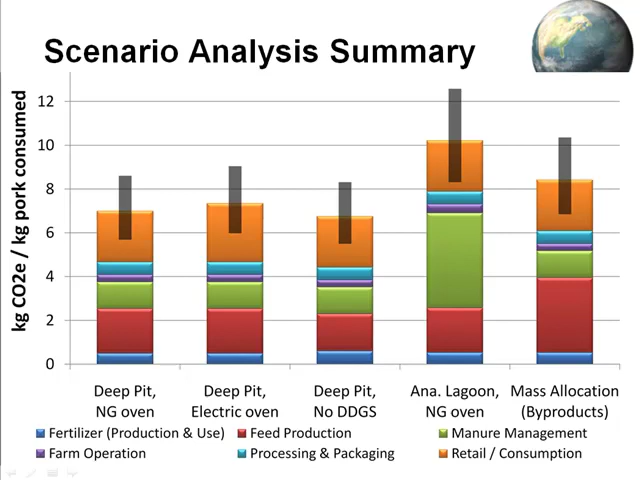 Scenario Analysis Summary
kg CO2e / kg pork consumed
12
10
8
6
4
2
0
Deep Pit,
NG oven
Deep Pit,
Electric oven
Deep Pit,
No DDGS
Ana. Lagoon,
NG oven
Mass Allocation
(Byproducts)
Fertilizer (Production & Use)
Feed Production
Manure Management
Farm Operation
Processing & Packaging
Retail / Consumption